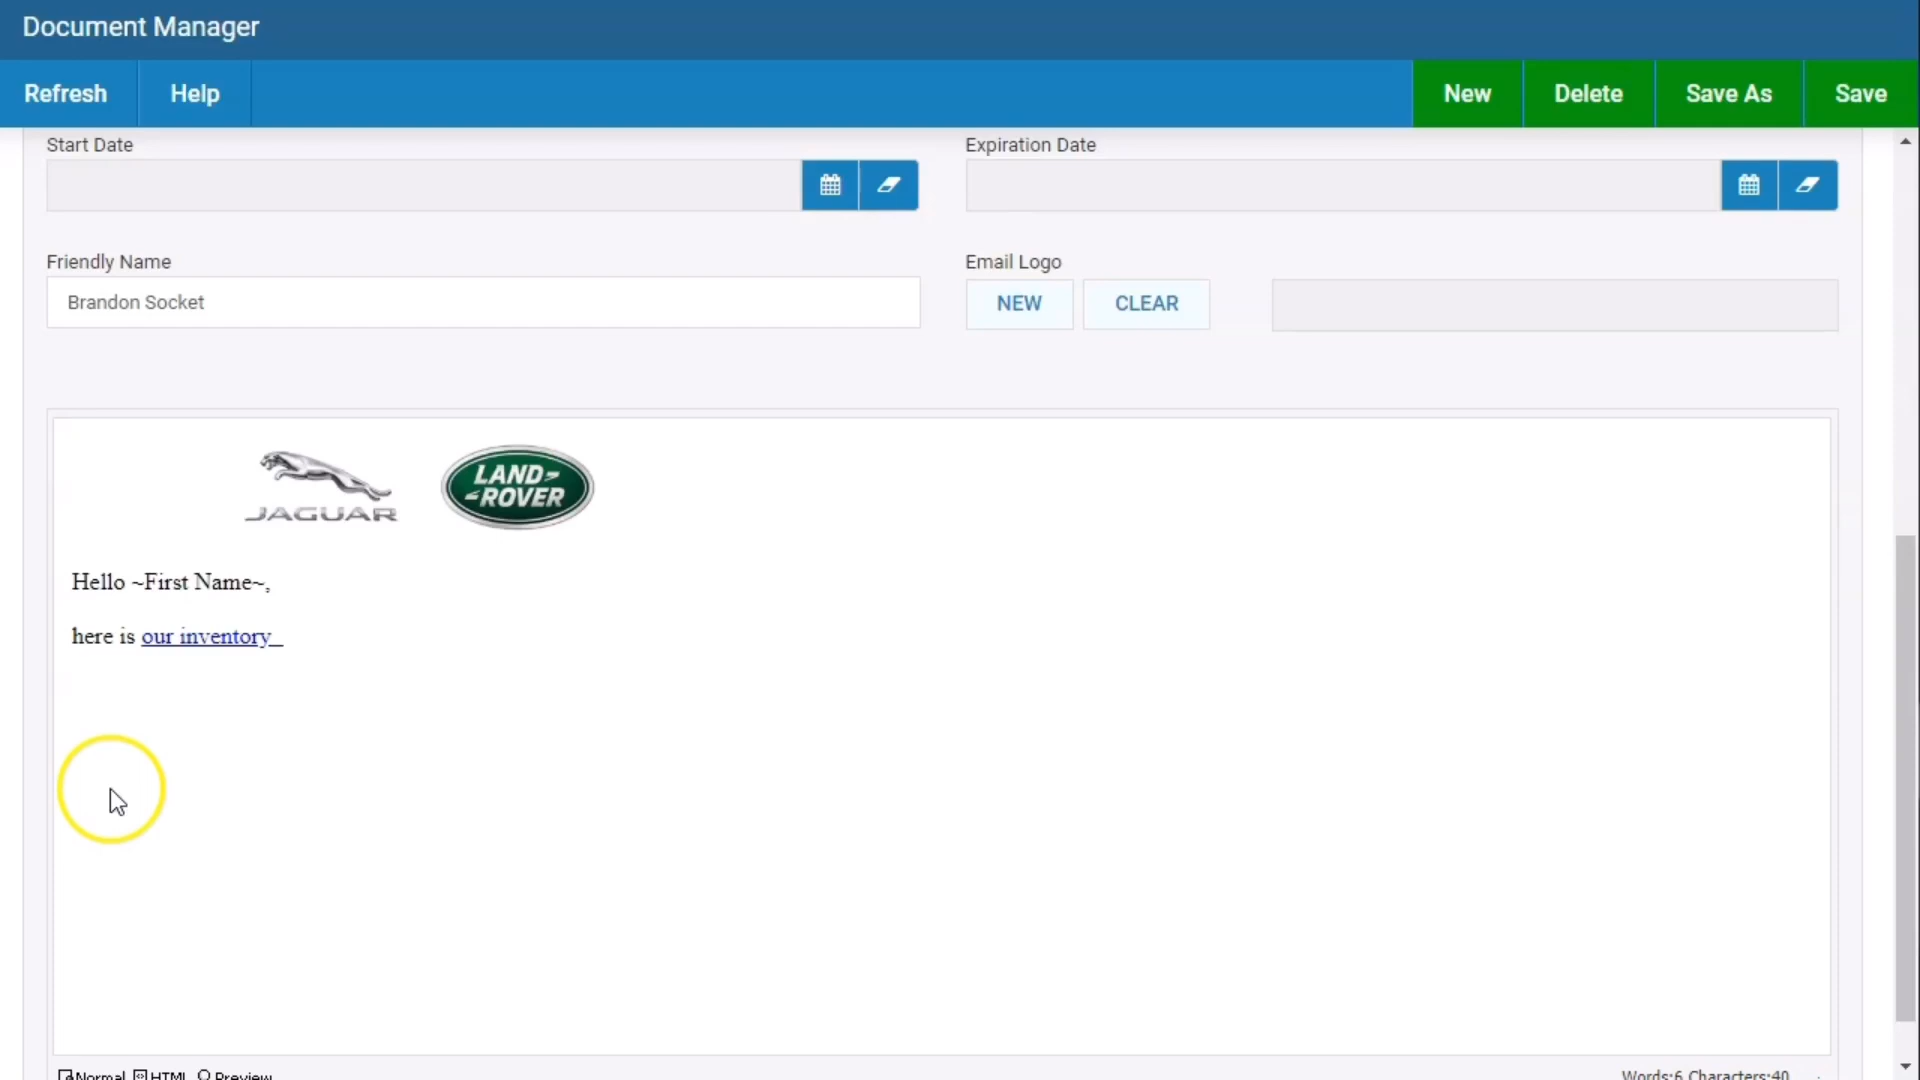 Document Manager
Refresh Help New Delete Save As Save
Start Date Expiration Date
Friendly Name Email Logo
Brandon Socket NEW CLEAR
JAGUAR LAND ROVER
Hello ~First Name~,
here is our inventory_
Normal HTML Preview Words:6 Characters:40